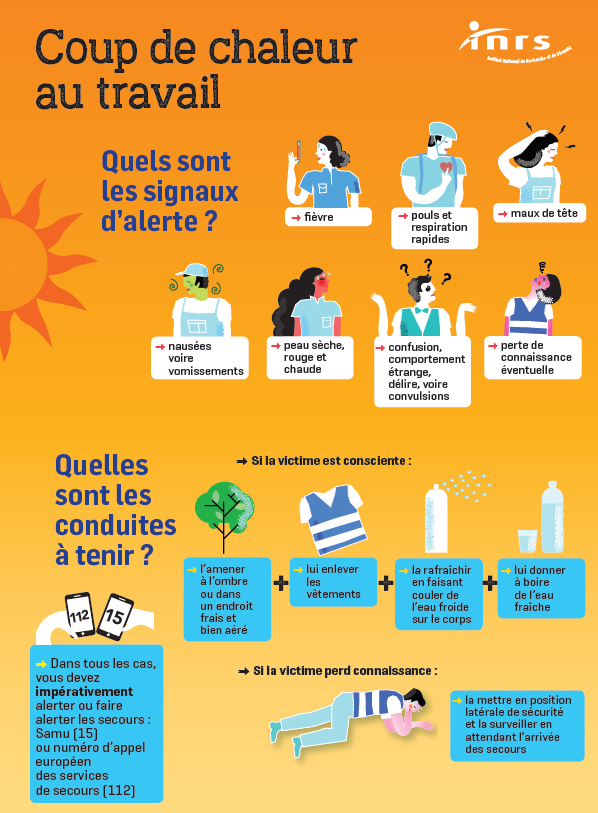 Coup de chaleur
au travail
inrs
Institut National de Recherche et de Sécurité
Quels sont
les signaux
d'alerte ?
→ fièvre
→ pouls et
respiration
rapides
→ maux de tête
→ nausées
voire
vomissements
→ peau sèche,
rouge et
chaude
? ? ?
→ confusion,
comportement
étrange,
délire, voire
convulsions
→ perte de
connaissance
éventuelle
Quelles
sont les
conduites
à tenir ?
112
15
→ Dans tous les cas,
vous devez
impérativement
alerter ou faire
alerter les secours :
Samu (15)
ou numéro d'appel
européen
des services
de secours (112)
→ Si la victime est consciente :
→ l'amener
à l'ombre
ou dans
un endroit
frais et
bien aéré
+
→ lui enlever
les
vêtements
+
→ la rafraîchir
en faisant
couler de
l'eau froide
sur le corps
+
→ lui donner
à boire
de l'eau
fraîche
→ Si la victime perd connaissance :
→ la mettre en position
latérale de sécurité
et la surveiller en
attendant l'arrivée
des secours